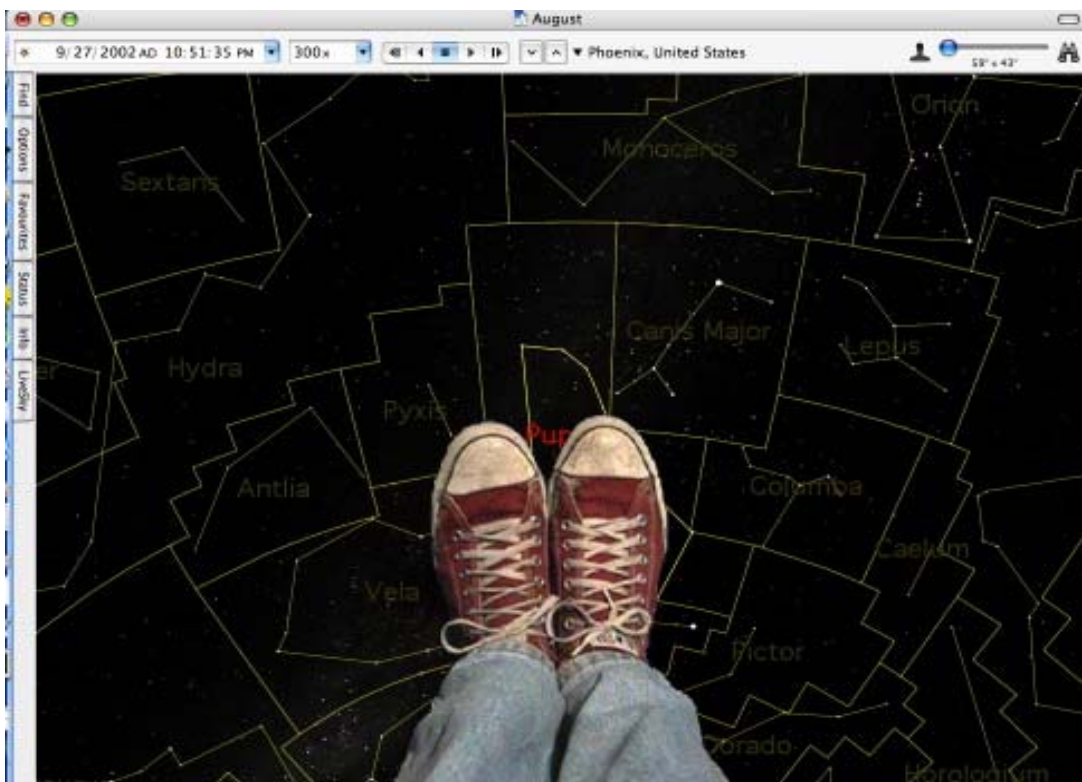 August
9/27/2002 AD 10:51:35 PM 300x Phoenix, United States
Find
Options
Favourites
Status
Info
LiveSky
Orion
Monoceros
Sextans
Canis Major
Lepus
Hydra
Pyxis
Pup
Antlia
Columba
Caelum
Vela
Pictor
Dorado
Horologium